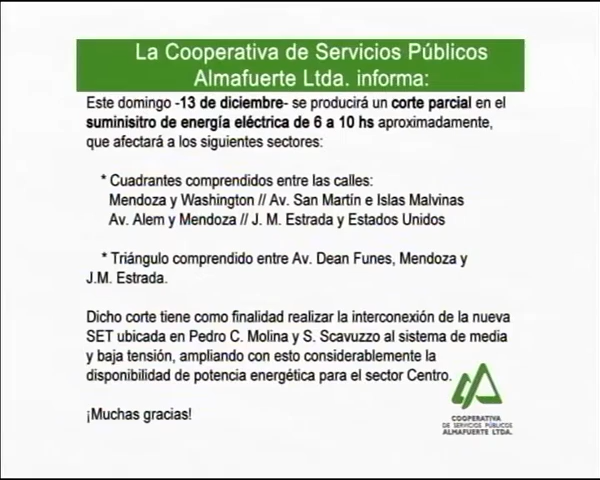 La Cooperativa de Servicios Públicos
Almafuerte Ltda. informa:
Este domingo -13 de diciembre- se producirá un corte parcial en el
suminisitro de energía eléctrica de 6 a 10 hs aproximadamente,
que afectará a los siguientes sectores:
* Cuadrantes comprendidos entre las calles:
Mendoza y Washington // Av. San Martín e Islas Malvinas
Av. Alem y Mendoza // J. M. Estrada y Estados Unidos
* Triángulo comprendido entre Av. Dean Funes, Mendoza y
J.M. Estrada.
Dicho corte tiene como finalidad realizar la interconexión de la nueva
SET ubicada en Pedro C. Molina y S. Scavuzzo al sistema de media
y baja tensión, ampliando con esto considerablemente la
disponibilidad de potencia energética para el sector Centro.
¡Muchas gracias!
COOPERATIVA
DE SERVICIOS PÚBLICOS
ALMAFUERTE LTDA.